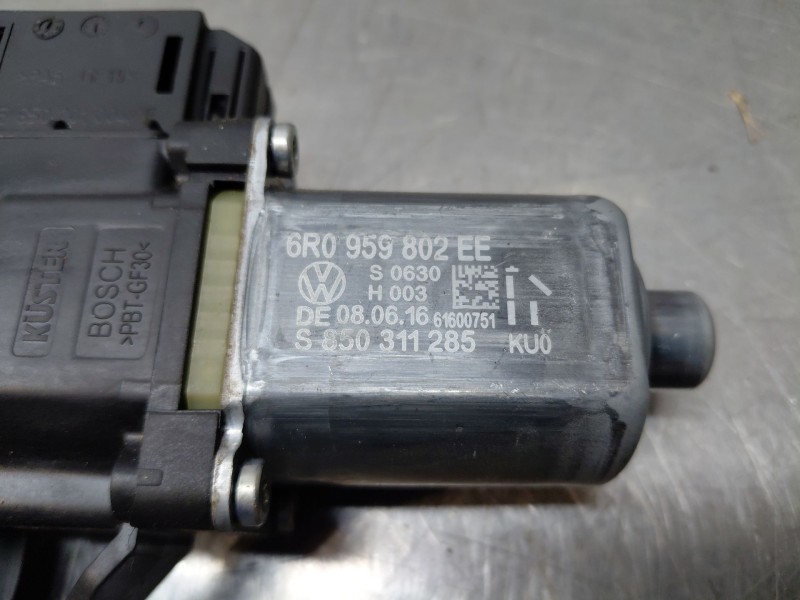 6R0 959 802 EE
S 0630
H 003
DE 08.06.16 61600751
S 850 311 285 KUÖ
KÜSTER
BOSCH
>PBT-GF30<